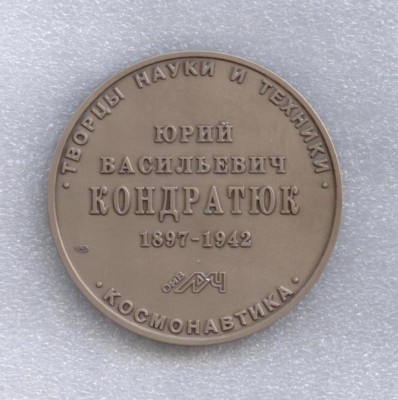 · ТВОРЦЫ НАУКИ И ТЕХНИКИ ·
ЮРИЙ
ВАСИЛЬЕВИЧ
КОНДРАТЮК
1897-1942
КОСМОНАВТИКА